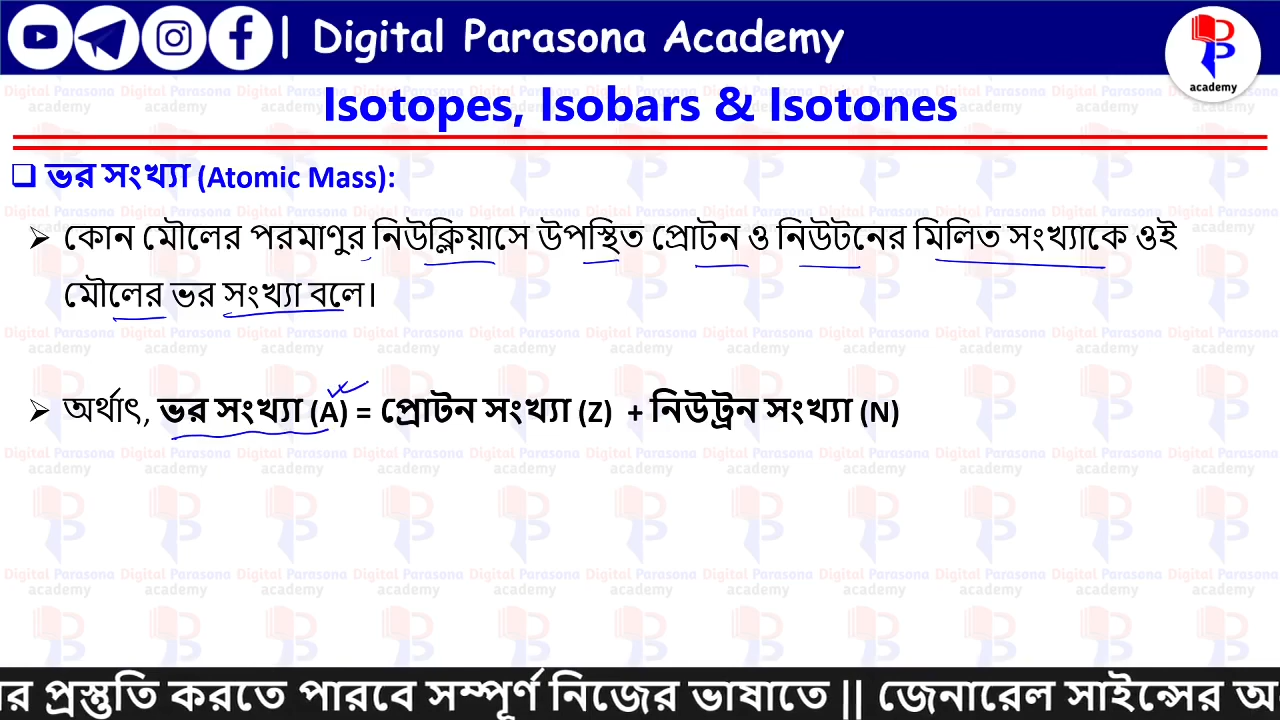 | Digital Parasona Academy
academy
Isotopes, Isobars & Isotones
❑ ভর সংখ্যা (Atomic Mass):
➢ কোন মৌলের পরমাণুর নিউক্লিয়াসে উপস্থিত প্রোটন ও নিউটনের মিলিত সংখ্যাকে ওই
মৌলের ভর সংখ্যা বলে।
➢ অর্থাৎ, ভর সংখ্যা (A) = প্রোটন সংখ্যা (Z) + নিউট্রন সংখ্যা (N)
র প্রস্তুতি করতে পারবে সম্পূর্ণ নিজের ভাষাতে || জেনারেল সাইন্সের অ